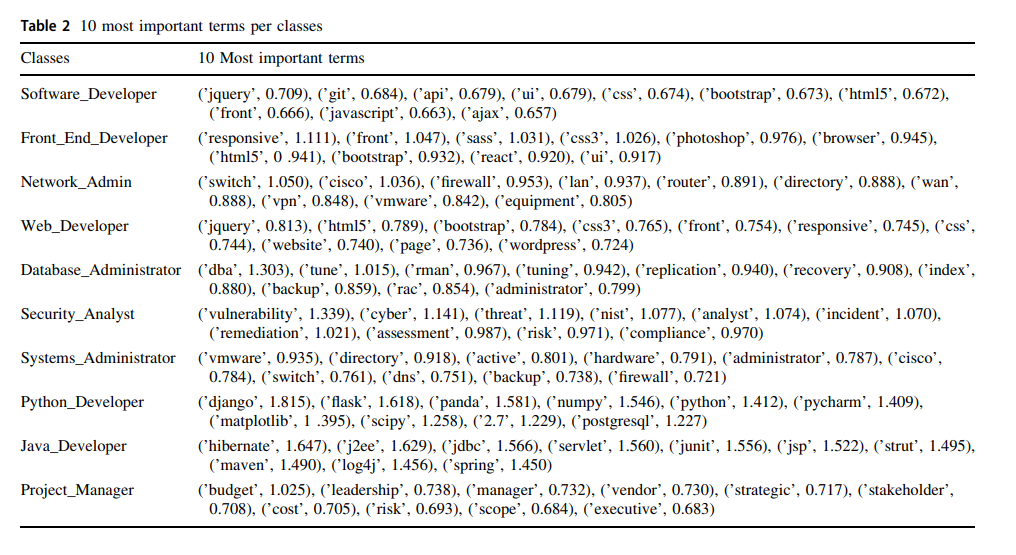 Table 2 10 most important terms per classes
Classes 10 Most important terms
Software_Developer ('jquery', 0.709), ('git', 0.684), ('api', 0.679), ('ui', 0.679), ('css', 0.674), ('bootstrap', 0.673), ('html5', 0.672),
('front', 0.666), ('javascript', 0.663), ('ajax', 0.657)
Front_End_Developer ('responsive', 1.111), ('front', 1.047), ('sass', 1.031), ('css3', 1.026), ('photoshop', 0.976), ('browser', 0.945),
('html5', 0 .941), ('bootstrap', 0.932), ('react', 0.920), ('ui', 0.917)
Network_Admin ('switch', 1.050), ('cisco', 1.036), ('firewall', 0.953), ('lan', 0.937), ('router', 0.891), ('directory', 0.888), ('wan',
0.888), ('vpn', 0.848), ('vmware', 0.842), ('equipment', 0.805)
Web_Developer ('jquery', 0.813), ('html5', 0.789), ('bootstrap', 0.784), ('css3', 0.765), ('front', 0.754), ('responsive', 0.745), ('css',
0.744), ('website', 0.740), ('page', 0.736), ('wordpress', 0.724)
Database_Administrator ('dba', 1.303), ('tune', 1.015), ('rman', 0.967), ('tuning', 0.942), ('replication', 0.940), ('recovery', 0.908), ('index',
0.880), ('backup', 0.859), ('rac', 0.854), ('administrator', 0.799)
Security_Analyst ('vulnerability', 1.339), ('cyber', 1.141), ('threat', 1.119), ('nist', 1.077), ('analyst', 1.074), ('incident', 1.070),
('remediation', 1.021), ('assessment', 0.987), ('risk', 0.971), ('compliance', 0.970)
Systems_Administrator ('vmware', 0.935), ('directory', 0.918), ('active', 0.801), ('hardware', 0.791), ('administrator', 0.787), ('cisco',
0.784), ('switch', 0.761), ('dns', 0.751), ('backup', 0.738), ('firewall', 0.721)
Python_Developer ('django', 1.815), ('flask', 1.618), ('panda', 1.581), ('numpy', 1.546), ('python', 1.412), ('pycharm', 1.409),
('matplotlib', 1 .395), ('scipy', 1.258), ('2.7', 1.229), ('postgresql', 1.227)
Java_Developer ('hibernate', 1.647), ('j2ee', 1.629), ('jdbc', 1.566), ('servlet', 1.560), ('junit', 1.556), ('jsp', 1.522), ('strut', 1.495),
('maven', 1.490), ('log4j', 1.456), ('spring', 1.450)
Project_Manager ('budget', 1.025), ('leadership', 0.738), ('manager', 0.732), ('vendor', 0.730), ('strategic', 0.717), ('stakeholder',
0.708), ('cost', 0.705), ('risk', 0.693), ('scope', 0.684), ('executive', 0.683)